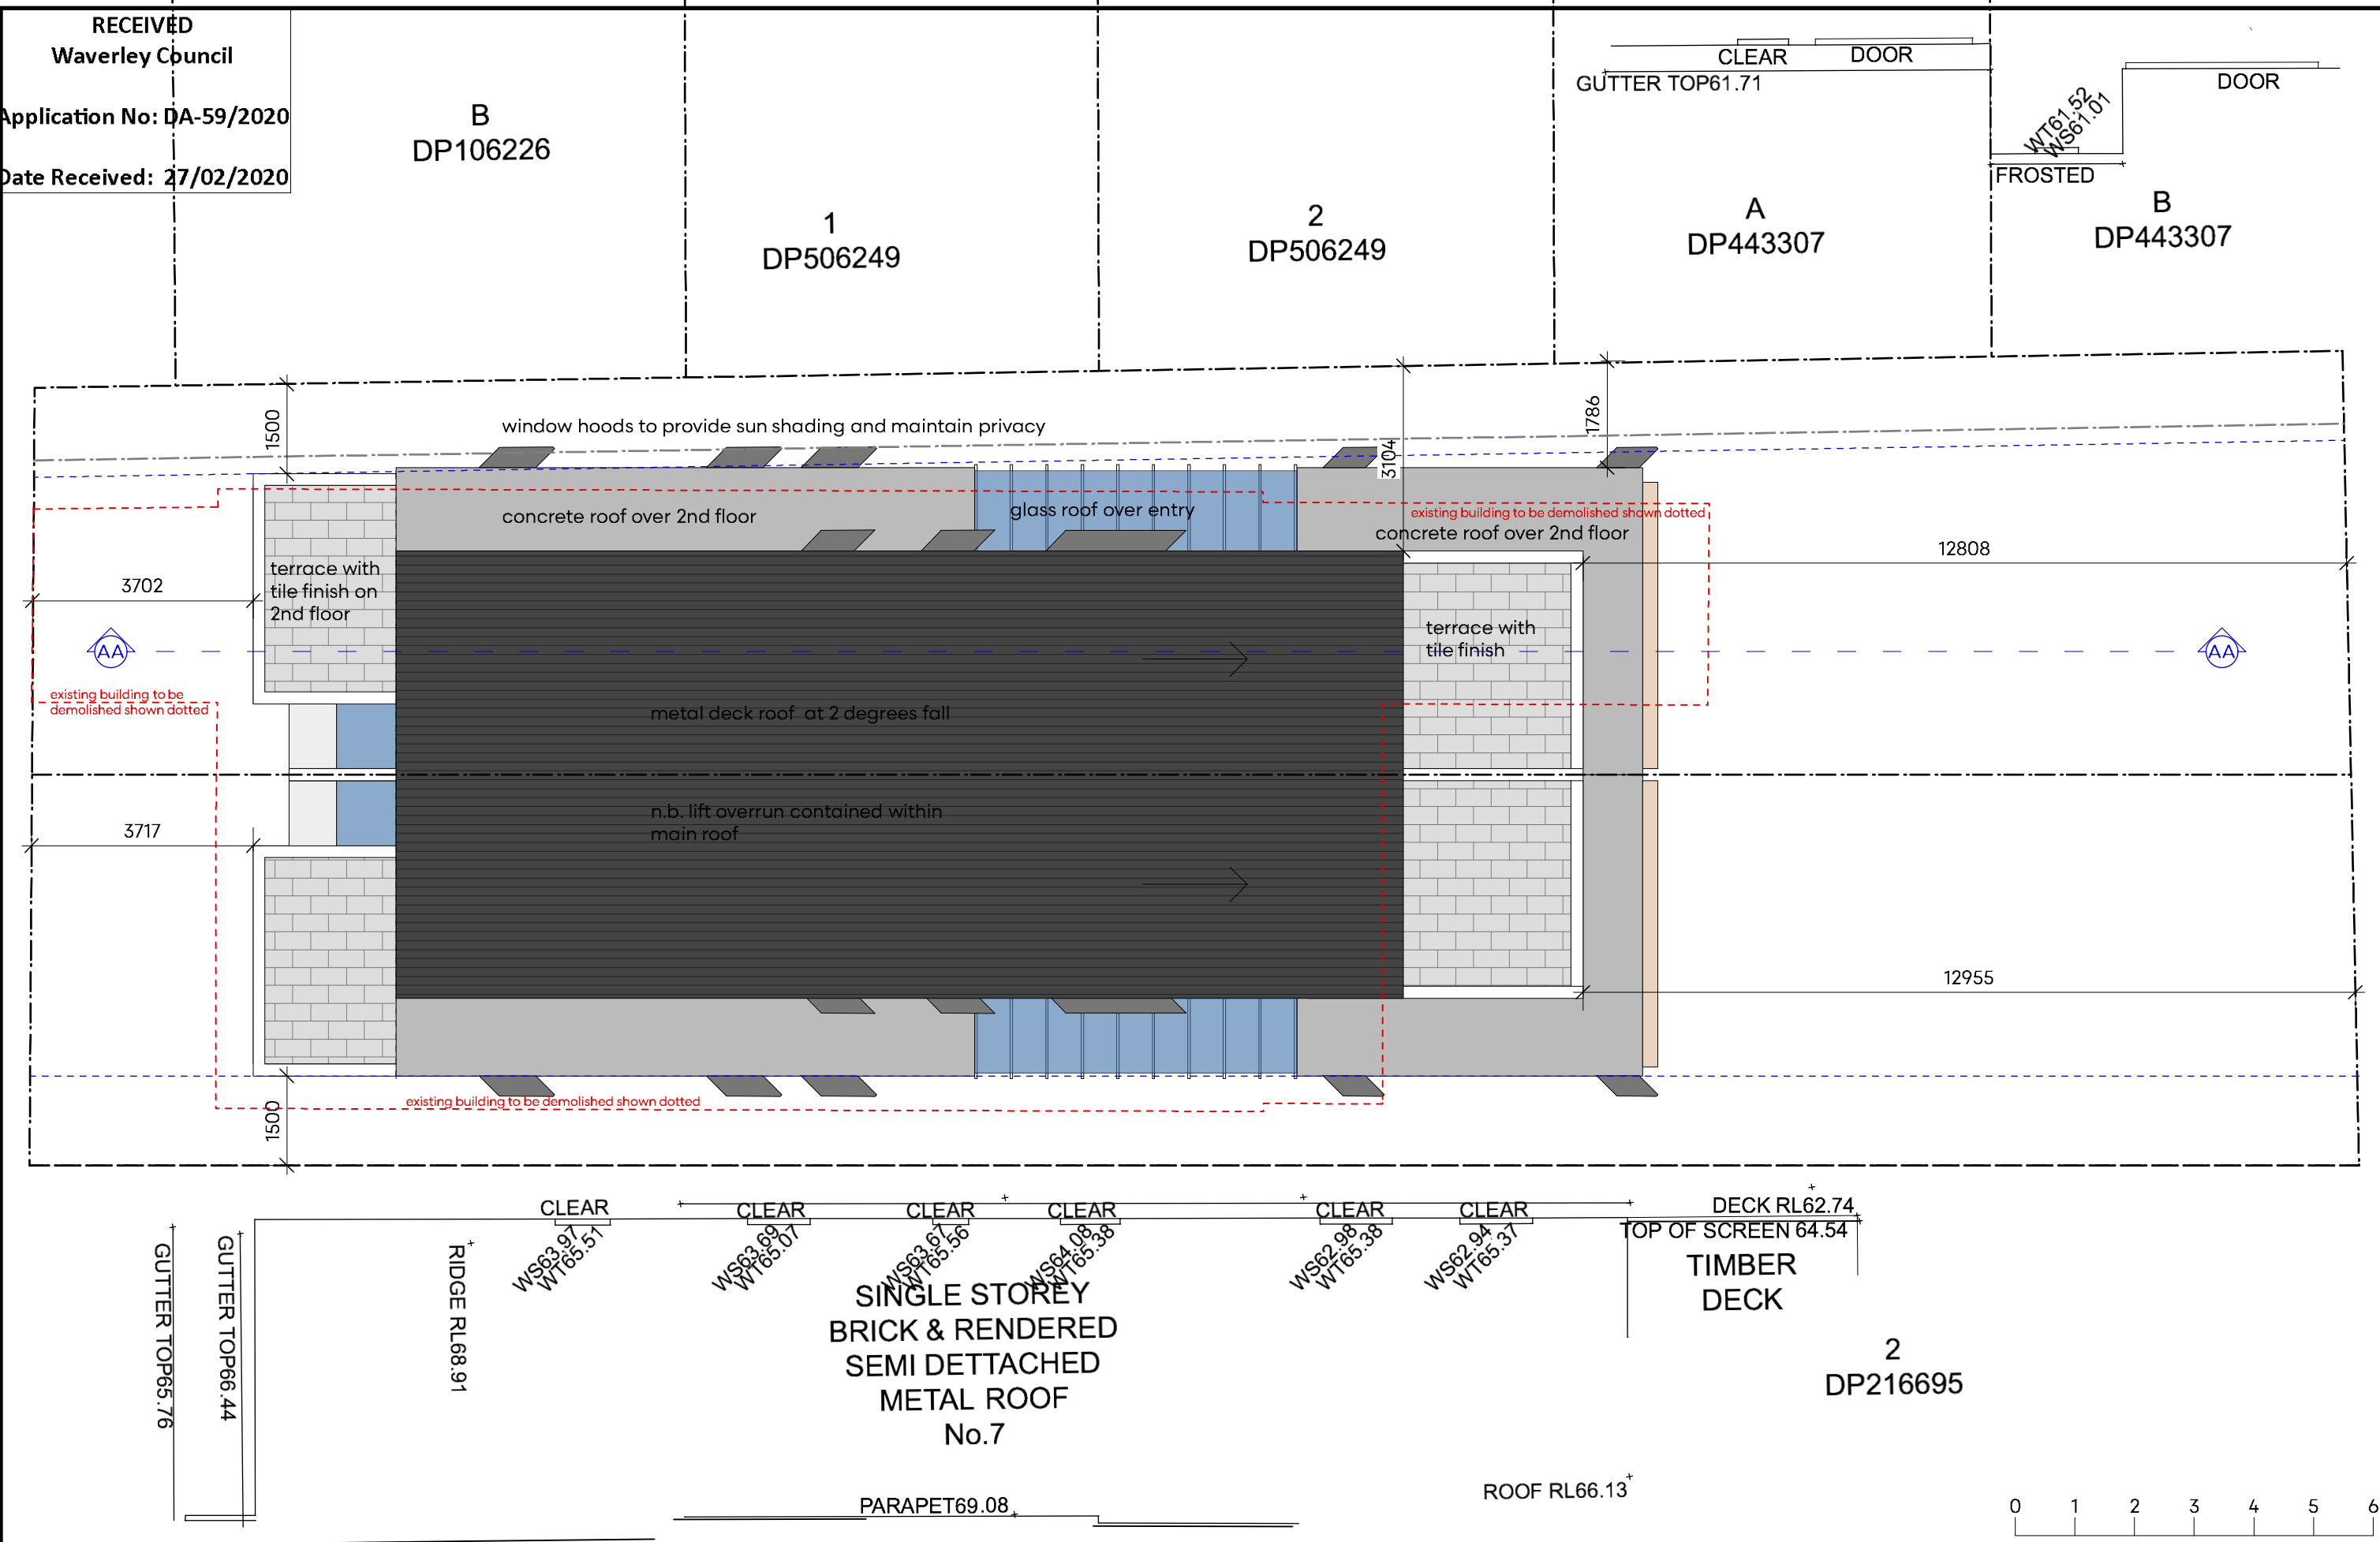 RECEIVED
Waverley Council
Application No: DA-59/2020
Date Received: 27/02/2020
B
DP106226
1
DP506249
2
DP506249
A
DP443307
B
DP443307
CLEAR
DOOR
GUTTER TOP61.71
WT61.52
WS61.01
FROSTED
DOOR
1500
window hoods to provide sun shading and maintain privacy
3104
1786
concrete roof over 2nd floor
glass roof over entry
existing building to be demolished shown dotted
concrete roof over 2nd floor
12808
3702
terrace with
tile finish on
2nd floor
AA
terrace with
tile finish
AA
existing building to be
demolished shown dotted
metal deck roof at 2 degrees fall
n.b. lift overrun contained within
main roof
3717
12955
1500
existing building to be demolished shown dotted
CLEAR
CLEAR
CLEAR
CLEAR
CLEAR
CLEAR
WS63.97
WT65.51
WS63.69
WT65.07
WS63.67
WT65.56
WS64.08
WT65.38
WS62.98
WT65.38
WS62.94
WT65.37
DECK RL62.74
TOP OF SCREEN 64.54
TIMBER
DECK
GUTTER TOP65.76
GUTTER TOP66.44
RIDGE RL68.91
SINGLE STOREY
BRICK & RENDERED
SEMI DETTACHED
METAL ROOF
No.7
2
DP216695
ROOF RL66.13
PARAPET69.08
0 1 2 3 4 5 6